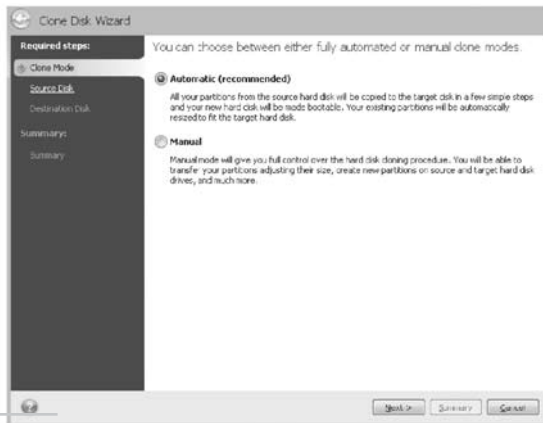 Clone Disk Wizard
Required steps:
Clone Mode
Source Disk
Destination Disk
Summary:
Summary
You can choose between either fully automated or manual clone modes.
Automatic (recommended)
All your partitions from the source hard disk will be copied to the target disk in a few simple steps
and your new hard disk will be made bootable. Your existing partitions will be automatically
resized to fit the target hard disk.
Manual
Manual mode will give you full control over the hard disk cloning procedure. You will be able to
transfer your partitions adjusting their size, create new partitions on source and target hard disk
drives, and much more.
Next >
Summary
Cancel